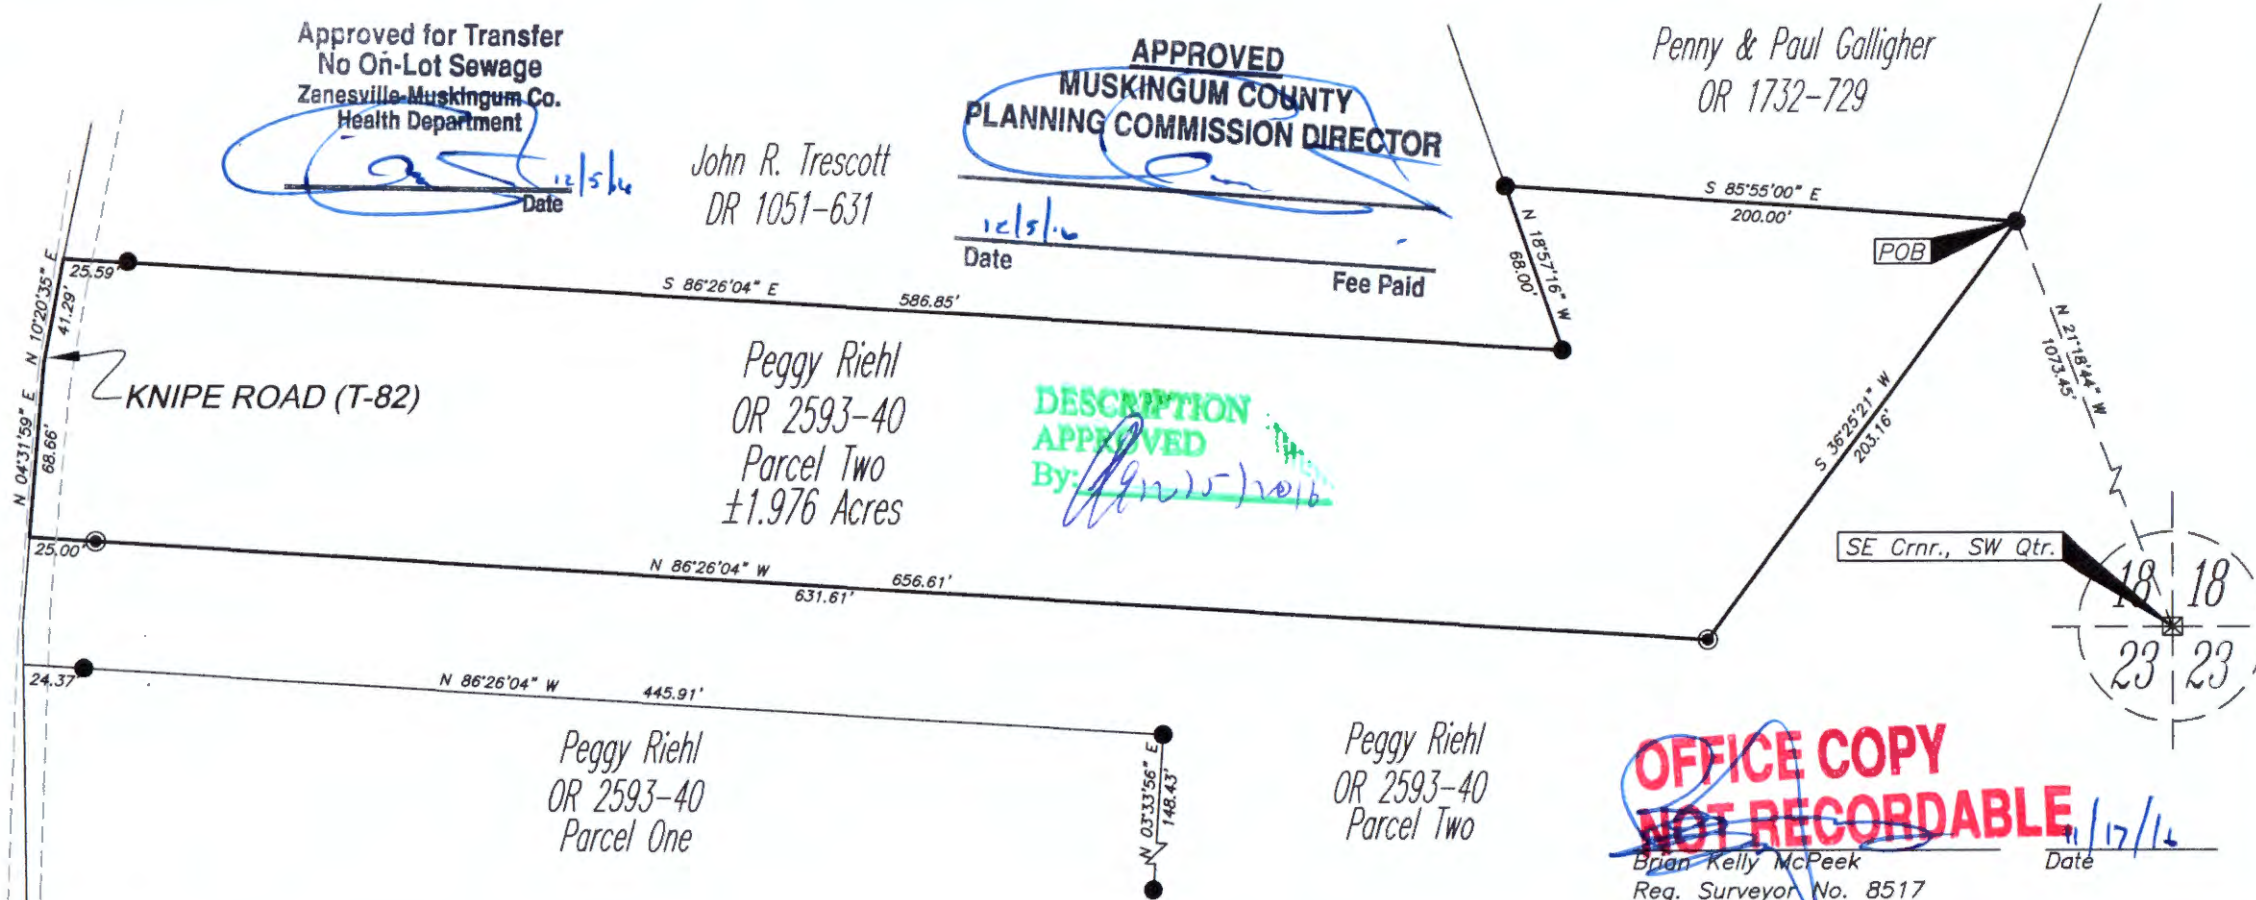 Approved for Transfer
No On-Lot Sewage
Zanesville-Muskingum Co.
Health Department
12/5/16
Date
John R. Trescott
DR 1051-631
APPROVED
MUSKINGUM COUNTY
PLANNING COMMISSION DIRECTOR
12/5/16
Date
Fee Paid
Penny & Paul Galligher
OR 1732-729
S 85°55'00" E
200.00'
POB
N 18°57'16" W
68.00'
N 21°18'44" W
1073.45'
25.59'
S 86°26'04" E 586.85'
N 10°20'35" E
41.29'
KNIPE ROAD (T-82)
N 04°31'59" E
68.66'
Peggy Riehl
OR 2593-40
Parcel Two
±1.976 Acres
DESCRIPTION
APPROVED
By: 12/5/2016
S 36°25'21" W
203.16'
25.00'
N 86°26'04" W 656.61'
631.61'
SE Crnr., SW Qtr.
18 18
23 23
24.37'
N 86°26'04" W 445.91'
N 03°33'56" E
148.43'
Peggy Riehl
OR 2593-40
Parcel One
Peggy Riehl
OR 2593-40
Parcel Two
OFFICE COPY
NOT RECORDABLE
11/17/16
Brian Kelly McPeek
Date
Reg. Surveyor No. 8517